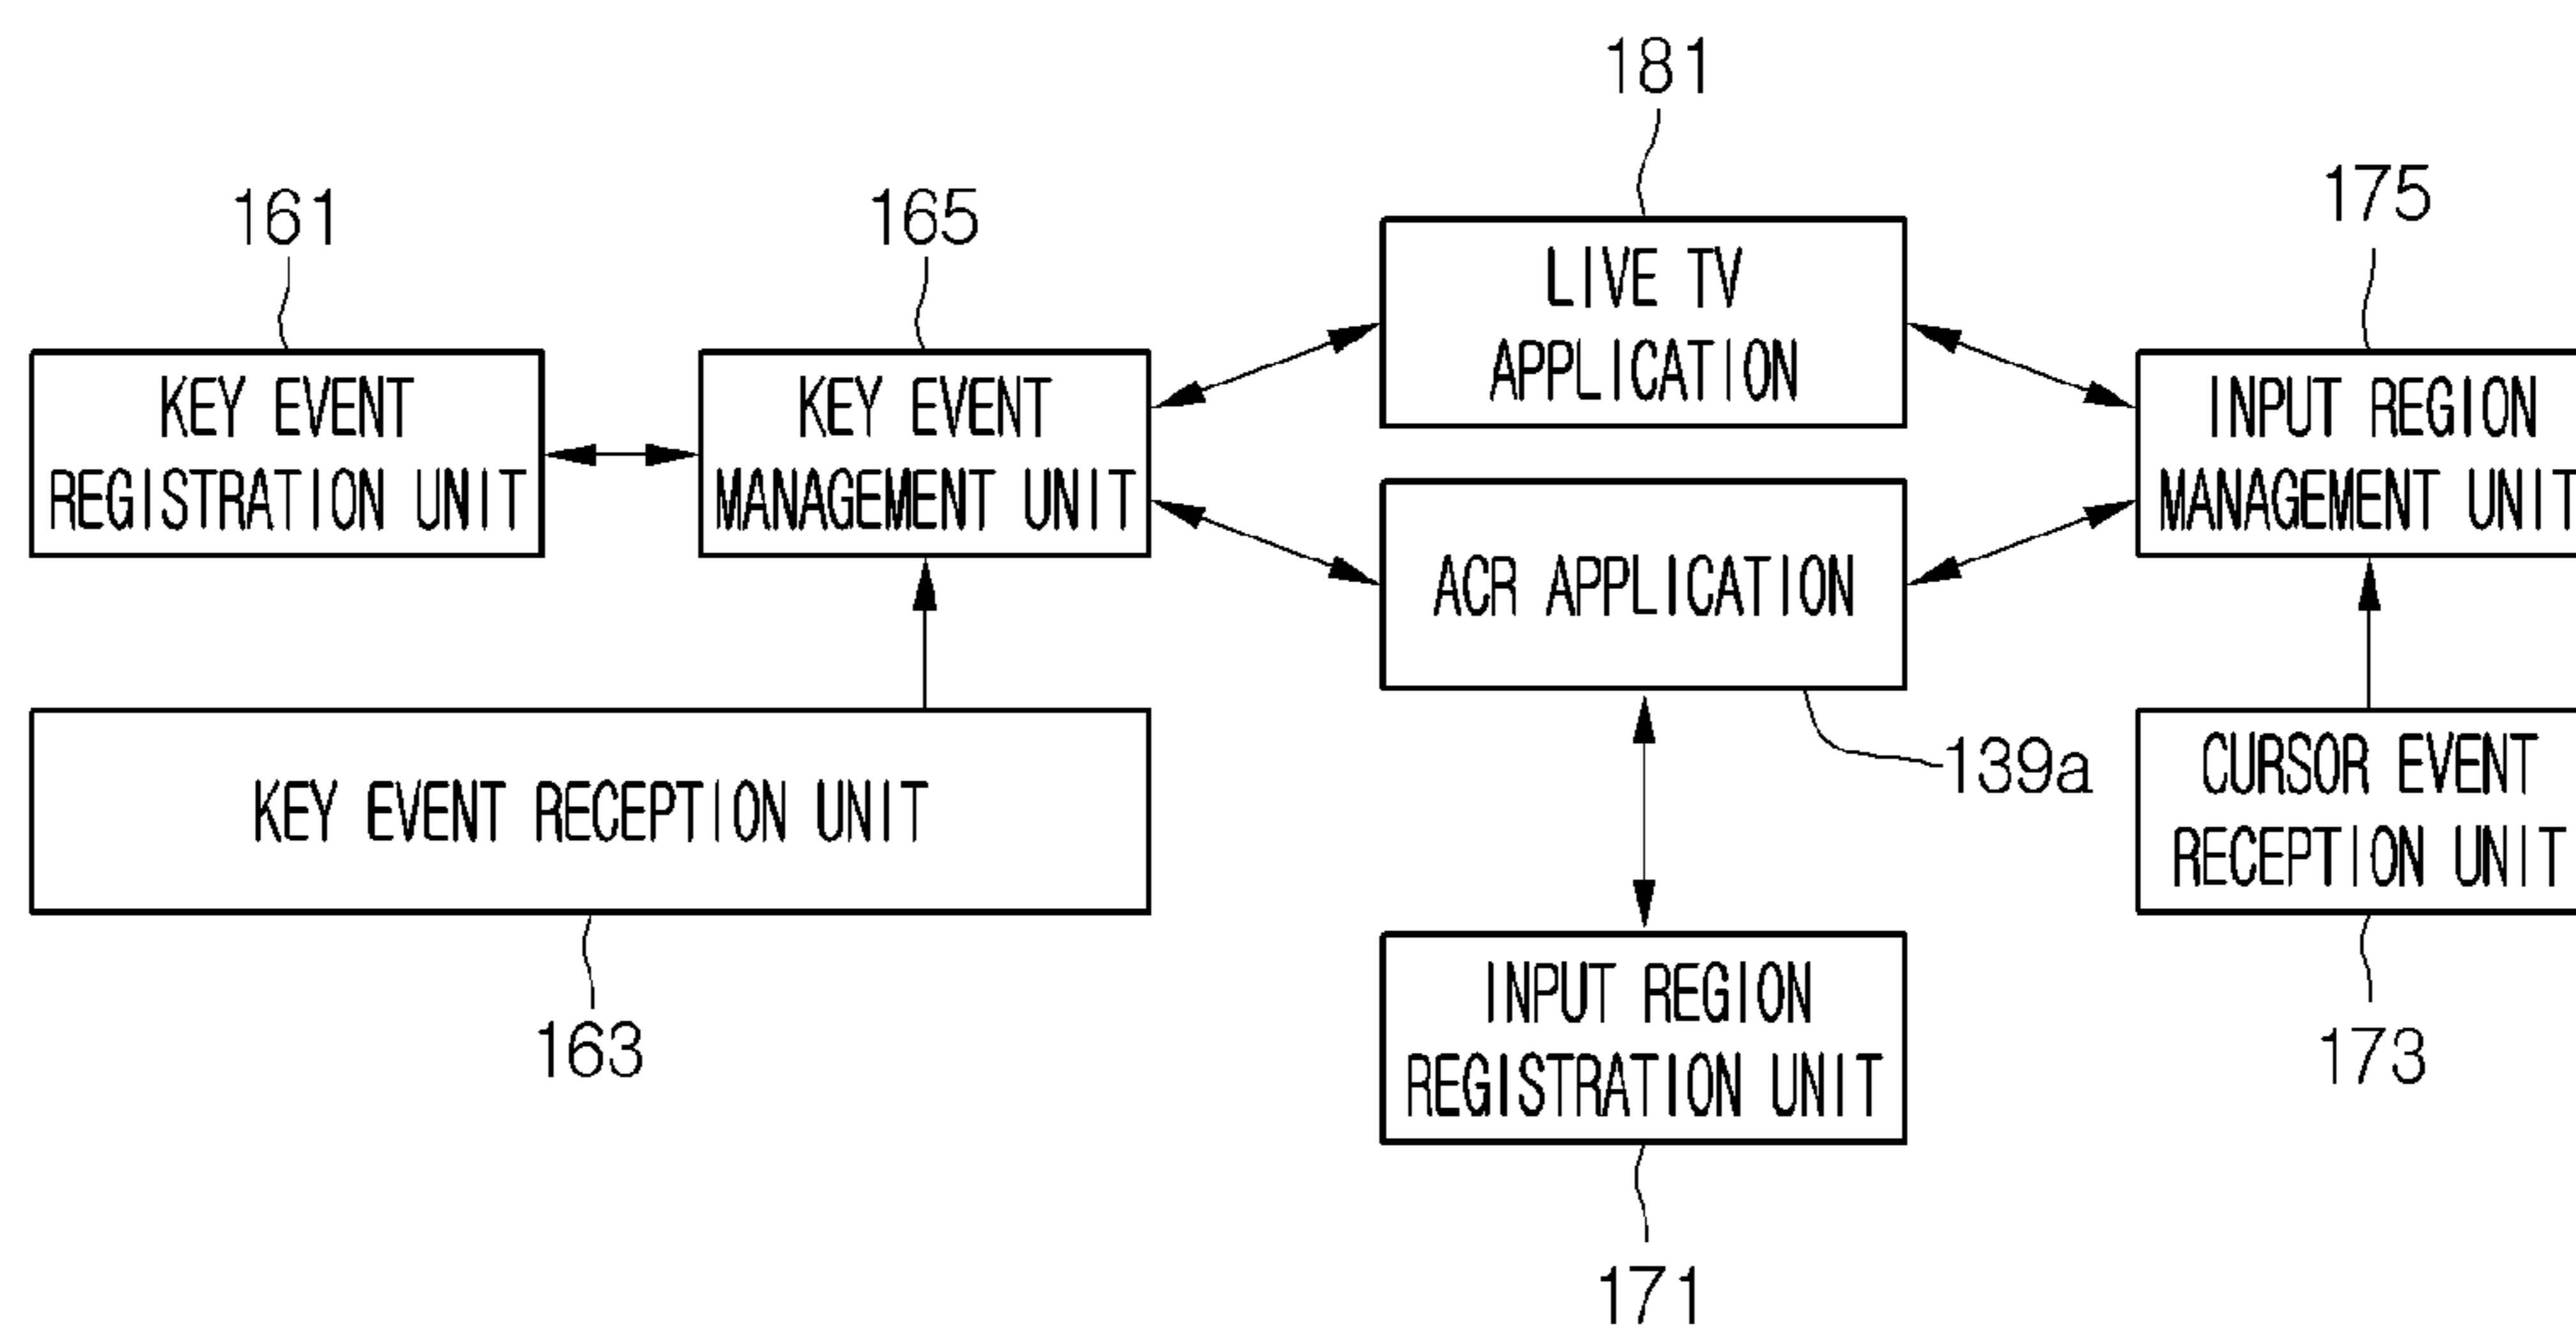 181
175
161
165
LIVE TV
APPLICATION
KEY EVENT
REGISTRATION UNIT
KEY EVENT
MANAGEMENT UNIT
INPUT REGION
MANAGEMENT UNIT
ACR APPLICATION
139a
KEY EVENT RECEPTION UNIT
CURSOR EVENT
RECEPTION UNIT
163
173
INPUT REGION
REGISTRATION UNIT
171